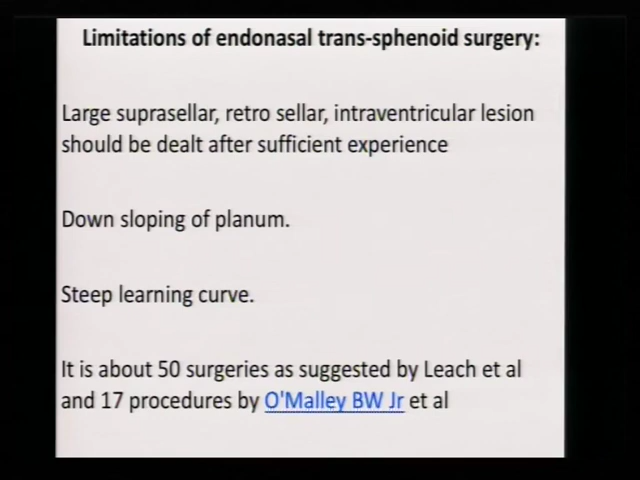 Limitations of endonasal trans-sphenoid surgery:
Large suprasellar, retro sellar, intraventricular lesion
should be dealt after sufficient experience
Down sloping of planum.
Steep learning curve.
It is about 50 surgeries as suggested by Leach et al
and 17 procedures by O'Malley BW Jr et al